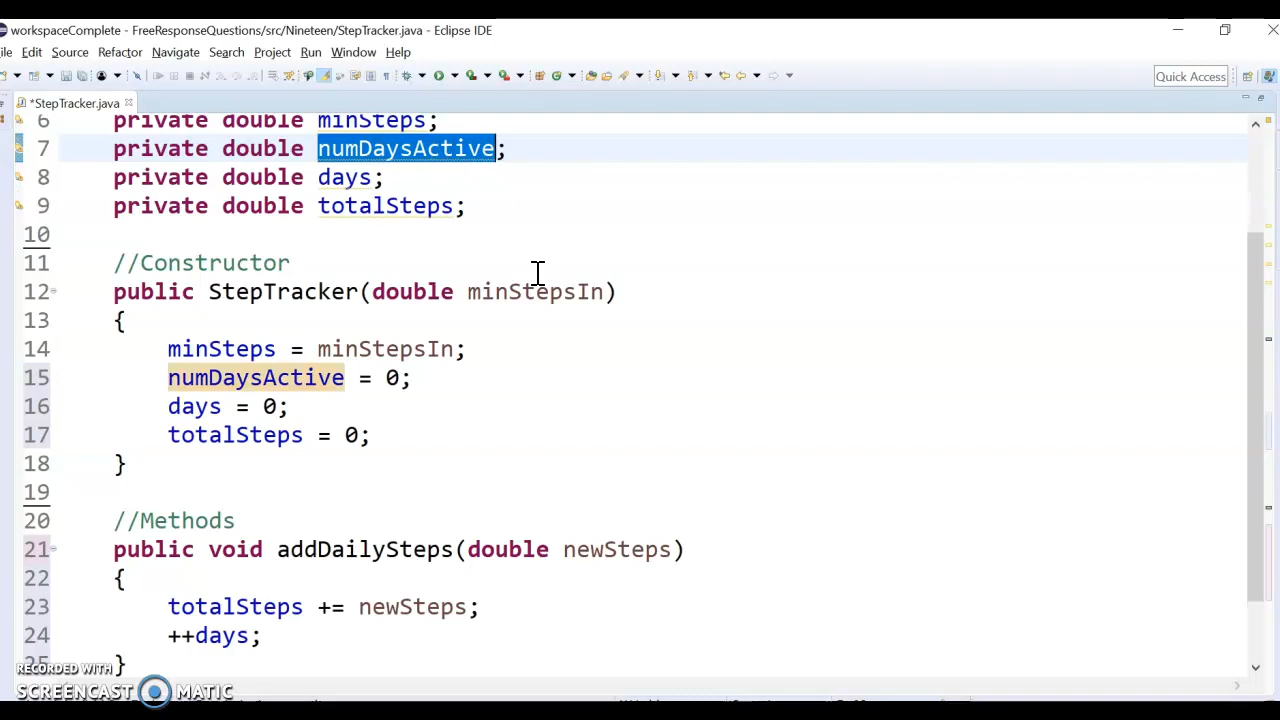 workspaceComplete - FreeResponseQuestions/src/Nineteen/StepTracker.java - Eclipse IDE
ile Edit Source Refactor Navigate Search Project Run Window Help
Quick Access
*StepTracker.java
6 private double minSteps;
7 private double numDaysActive;
8 private double days;
9 private double totalSteps;
10
11 //Constructor
12 public StepTracker(double minStepsIn)
13 {
14 minSteps = minStepsIn;
15 numDaysActive = 0;
16 days = 0;
17 totalSteps = 0;
18 }
19
20 //Methods
21 public void addDailySteps(double newSteps)
22 {
23 totalSteps += newSteps;
24 ++days;
25 }
RECORDED WITH
SCREENCAST MATIC